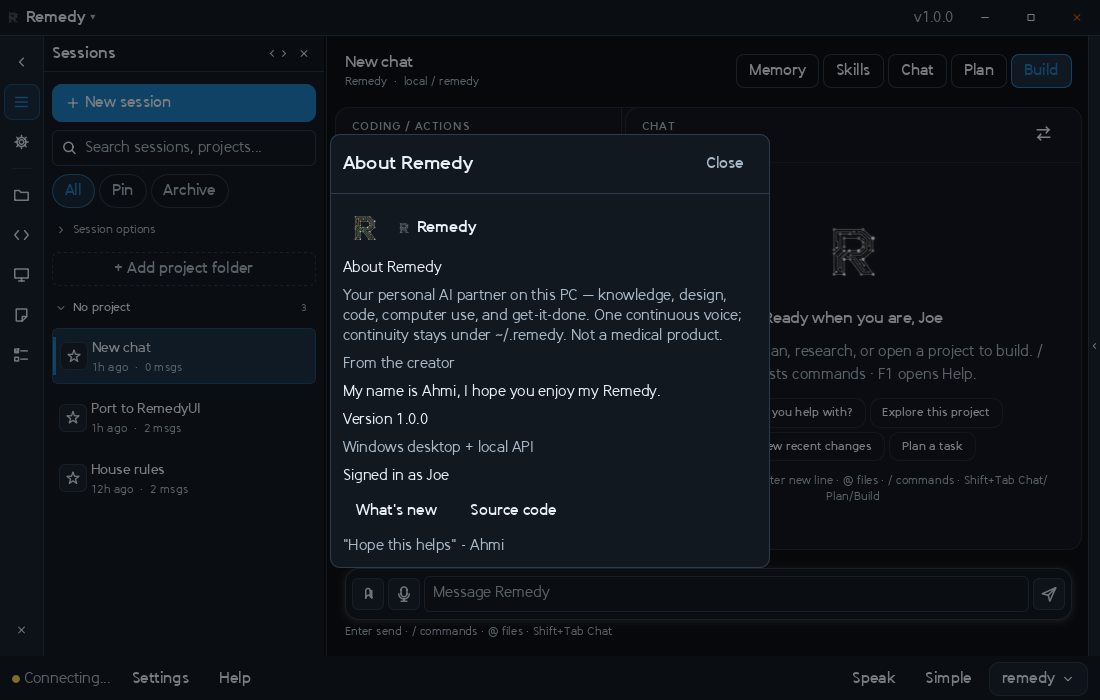 Remedy
v1.0.0
Sessions
New session
Search sessions, projects...
All
Pin
Archive
Session options
+ Add project folder
No project
3
New chat
1h ago · 0 msgs
Port to RemedyUI
1h ago · 2 msgs
House rules
12h ago · 2 msgs
New chat
Remedy · local / remedy
Memory
Skills
Chat
Plan
Build
CODING / ACTIONS
CHAT
About Remedy
Close
Remedy
About Remedy
Your personal AI partner on this PC — knowledge, design,
code, computer use, and get-it-done. One continuous voice;
continuity stays under ~/.remedy. Not a medical product.
From the creator
My name is Ahmi, I hope you enjoy my Remedy.
Version 1.0.0
Windows desktop + local API
Signed in as Joe
What's new
Source code
"Hope this helps" - Ahmi
Ready when you are, Joe
research, or open a project to build. /
commands · F1 opens Help.
you help with?
Explore this project
recent changes
Plan a task
new line · @ files · / commands · Shift+Tab Chat/
Plan/Build
Message Remedy
Enter send · / commands · @ files · Shift+Tab Chat
Connecting...
Settings
Help
Speak
Simple
remedy